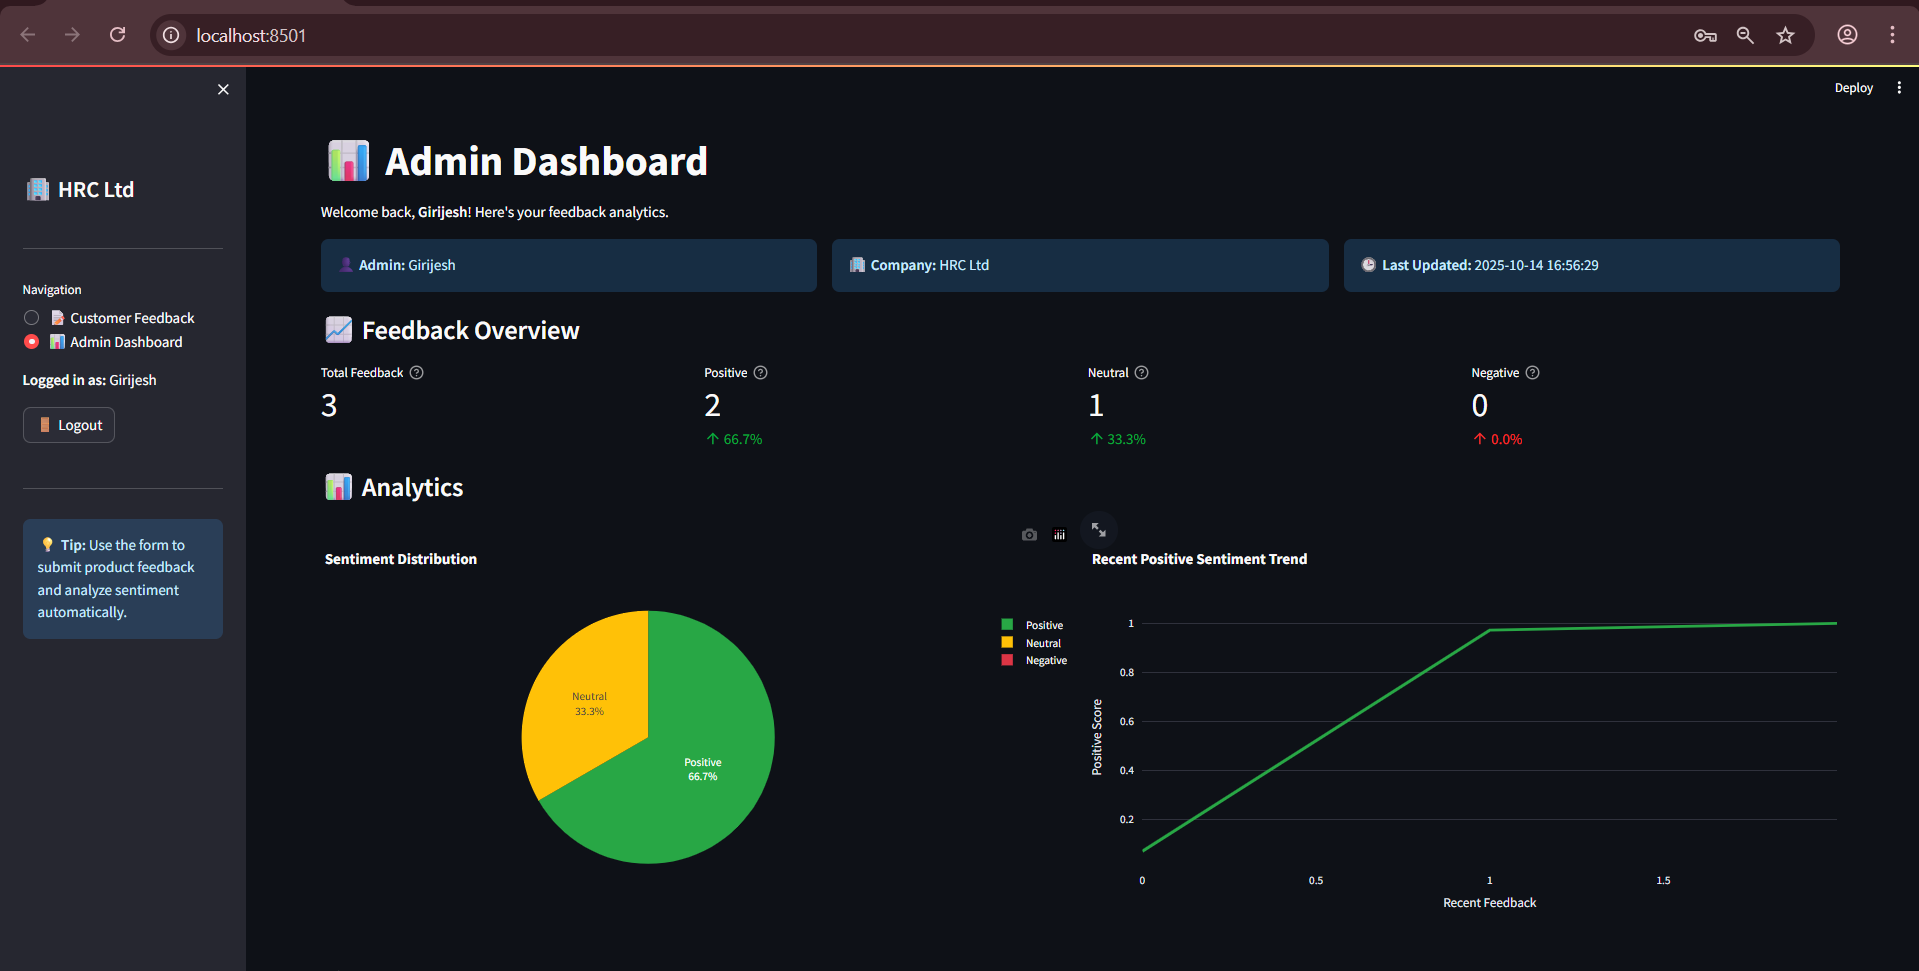 localhost:8501
Deploy
HRC Ltd
Navigation
Customer Feedback
Admin Dashboard
Logged in as: Girijesh
Logout
Tip: Use the form to
submit product feedback
and analyze sentiment
automatically.
Admin Dashboard
Welcome back, Girijesh! Here's your feedback analytics.
Admin: Girijesh
Company: HRC Ltd
Last Updated: 2025-10-14 16:56:29
Feedback Overview
Total Feedback
3
Positive
2
↑ 66.7%
Neutral
1
↑ 33.3%
Negative
0
↑ 0.0%
Analytics
Sentiment Distribution
Neutral
33.3%
Positive
66.7%
Positive
Neutral
Negative
Recent Positive Sentiment Trend
Positive Score
1
0.8
0.6
0.4
0.2
0
0.5
1
1.5
Recent Feedback